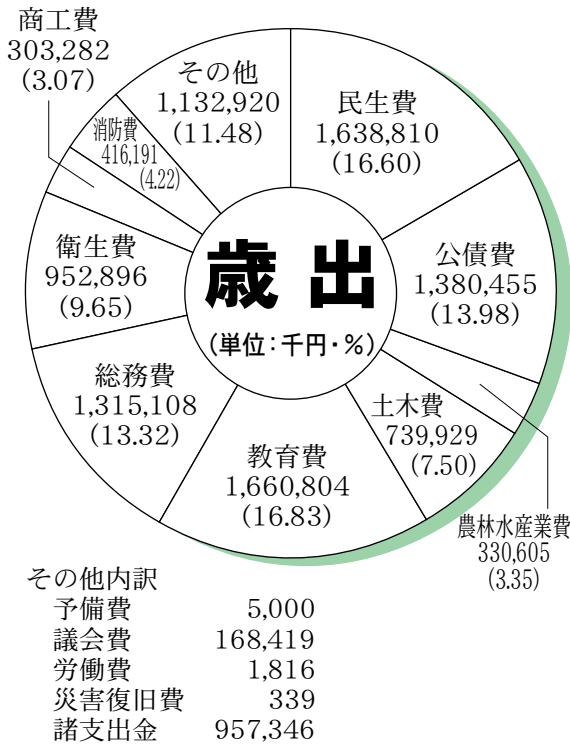 歳出
(単位:千円・%)
民生費
1,638,810
(16.60)
公債費
1,380,455
(13.98)
農林水産業費
330,605
(3.35)
土木費
739,929
(7.50)
教育費
1,660,804
(16.83)
総務費
1,315,108
(13.32)
衛生費
952,896
(9.65)
商工費
303,282
(3.07)
消防費
416,191
(4.22)
その他
1,132,920
(11.48)
その他内訳
予備費 5,000
議会費 168,419
労働費 1,816
災害復旧費 339
諸支出金 957,346